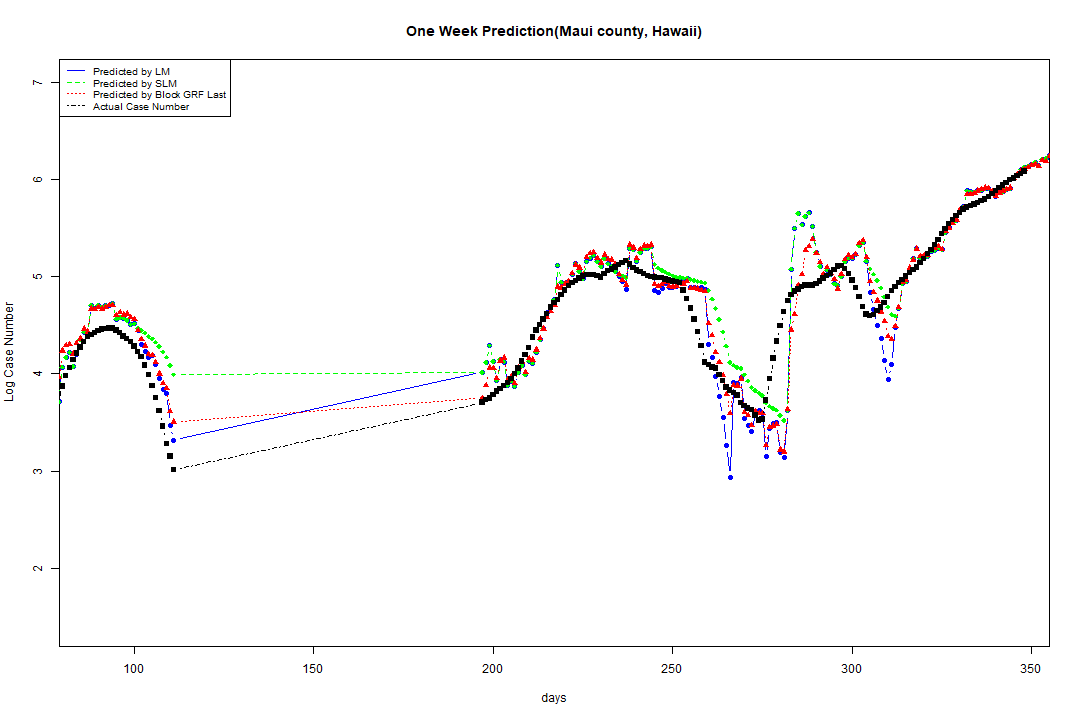 One Week Prediction(Maui county, Hawaii)
Predicted by LM
Predicted by SLM
Predicted by Block GRF Last
Actual Case Number
7
6
5
4
3
2
Log Case Number
100 150 200 250 300 350
days